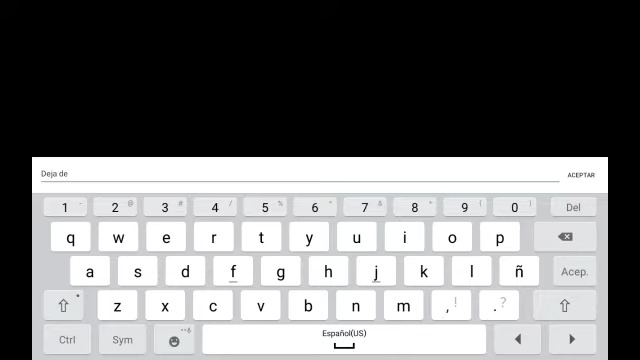 Deja de
ACEPTAR
1 - 2 @ 3 # 4 / 5 % 6 ^ 7 & 8 * 9 ( 0 ) Del
q w e r t y u i o p
a s d f g h j k l ñ Acep.
z x c v b n m , ! . ?
Ctrl Sym Español(US)